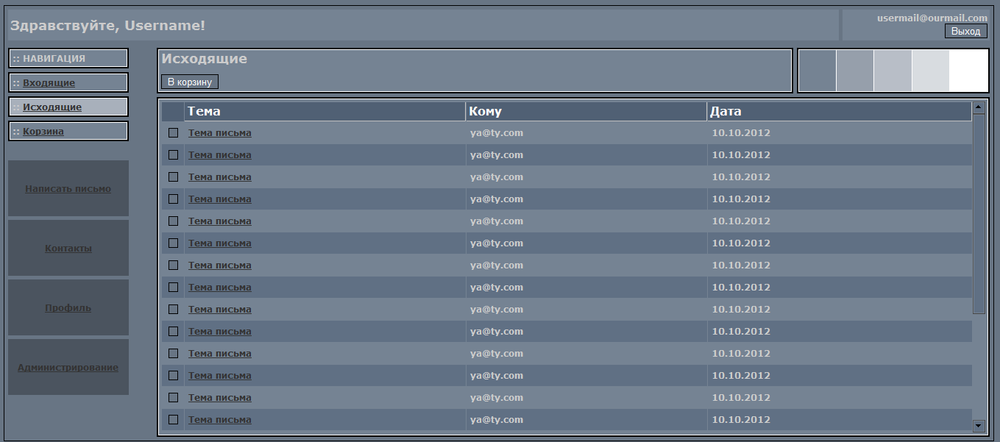 Здравствуйте, Username!
usermail@ourmail.com
Выход
:: НАВИГАЦИЯ
:: Входящие
:: Исходящие
:: Корзина
Написать письмо
Контакты
Профиль
Администрирование
Исходящие
В корзину
Тема Кому Дата
Тема письма ya@ty.com 10.10.2012
Тема письма ya@ty.com 10.10.2012
Тема письма ya@ty.com 10.10.2012
Тема письма ya@ty.com 10.10.2012
Тема письма ya@ty.com 10.10.2012
Тема письма ya@ty.com 10.10.2012
Тема письма ya@ty.com 10.10.2012
Тема письма ya@ty.com 10.10.2012
Тема письма ya@ty.com 10.10.2012
Тема письма ya@ty.com 10.10.2012
Тема письма ya@ty.com 10.10.2012
Тема письма ya@ty.com 10.10.2012
Тема письма ya@ty.com 10.10.2012
Тема письма ya@ty.com 10.10.2012